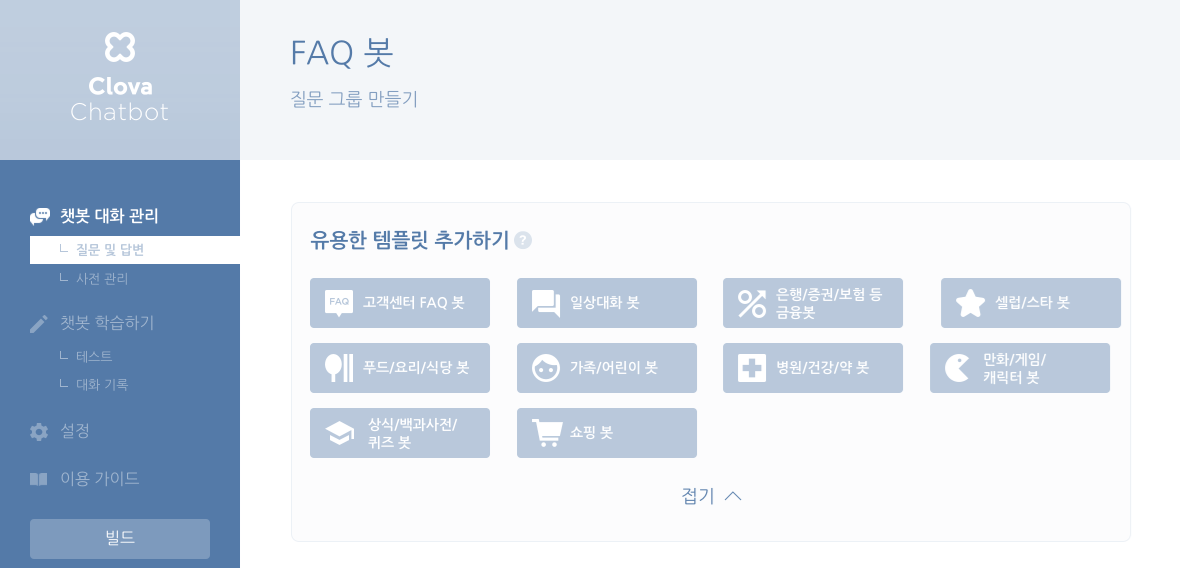 Clova
Chatbot
FAQ 봇
질문 그룹 만들기
챗봇 대화 관리
질문 및 답변
사전 관리
챗봇 학습하기
테스트
대화 기록
설정
이용 가이드
빌드
유용한 템플릿 추가하기 ?
FAQ 고객센터 FAQ 봇
일상대화 봇
은행/증권/보험 등
금융봇
셀럽/스타 봇
푸드/요리/식당 봇
가족/어린이 봇
병원/건강/약 봇
만화/게임/
캐릭터 봇
상식/백과사전/
퀴즈 봇
쇼핑 봇
접기